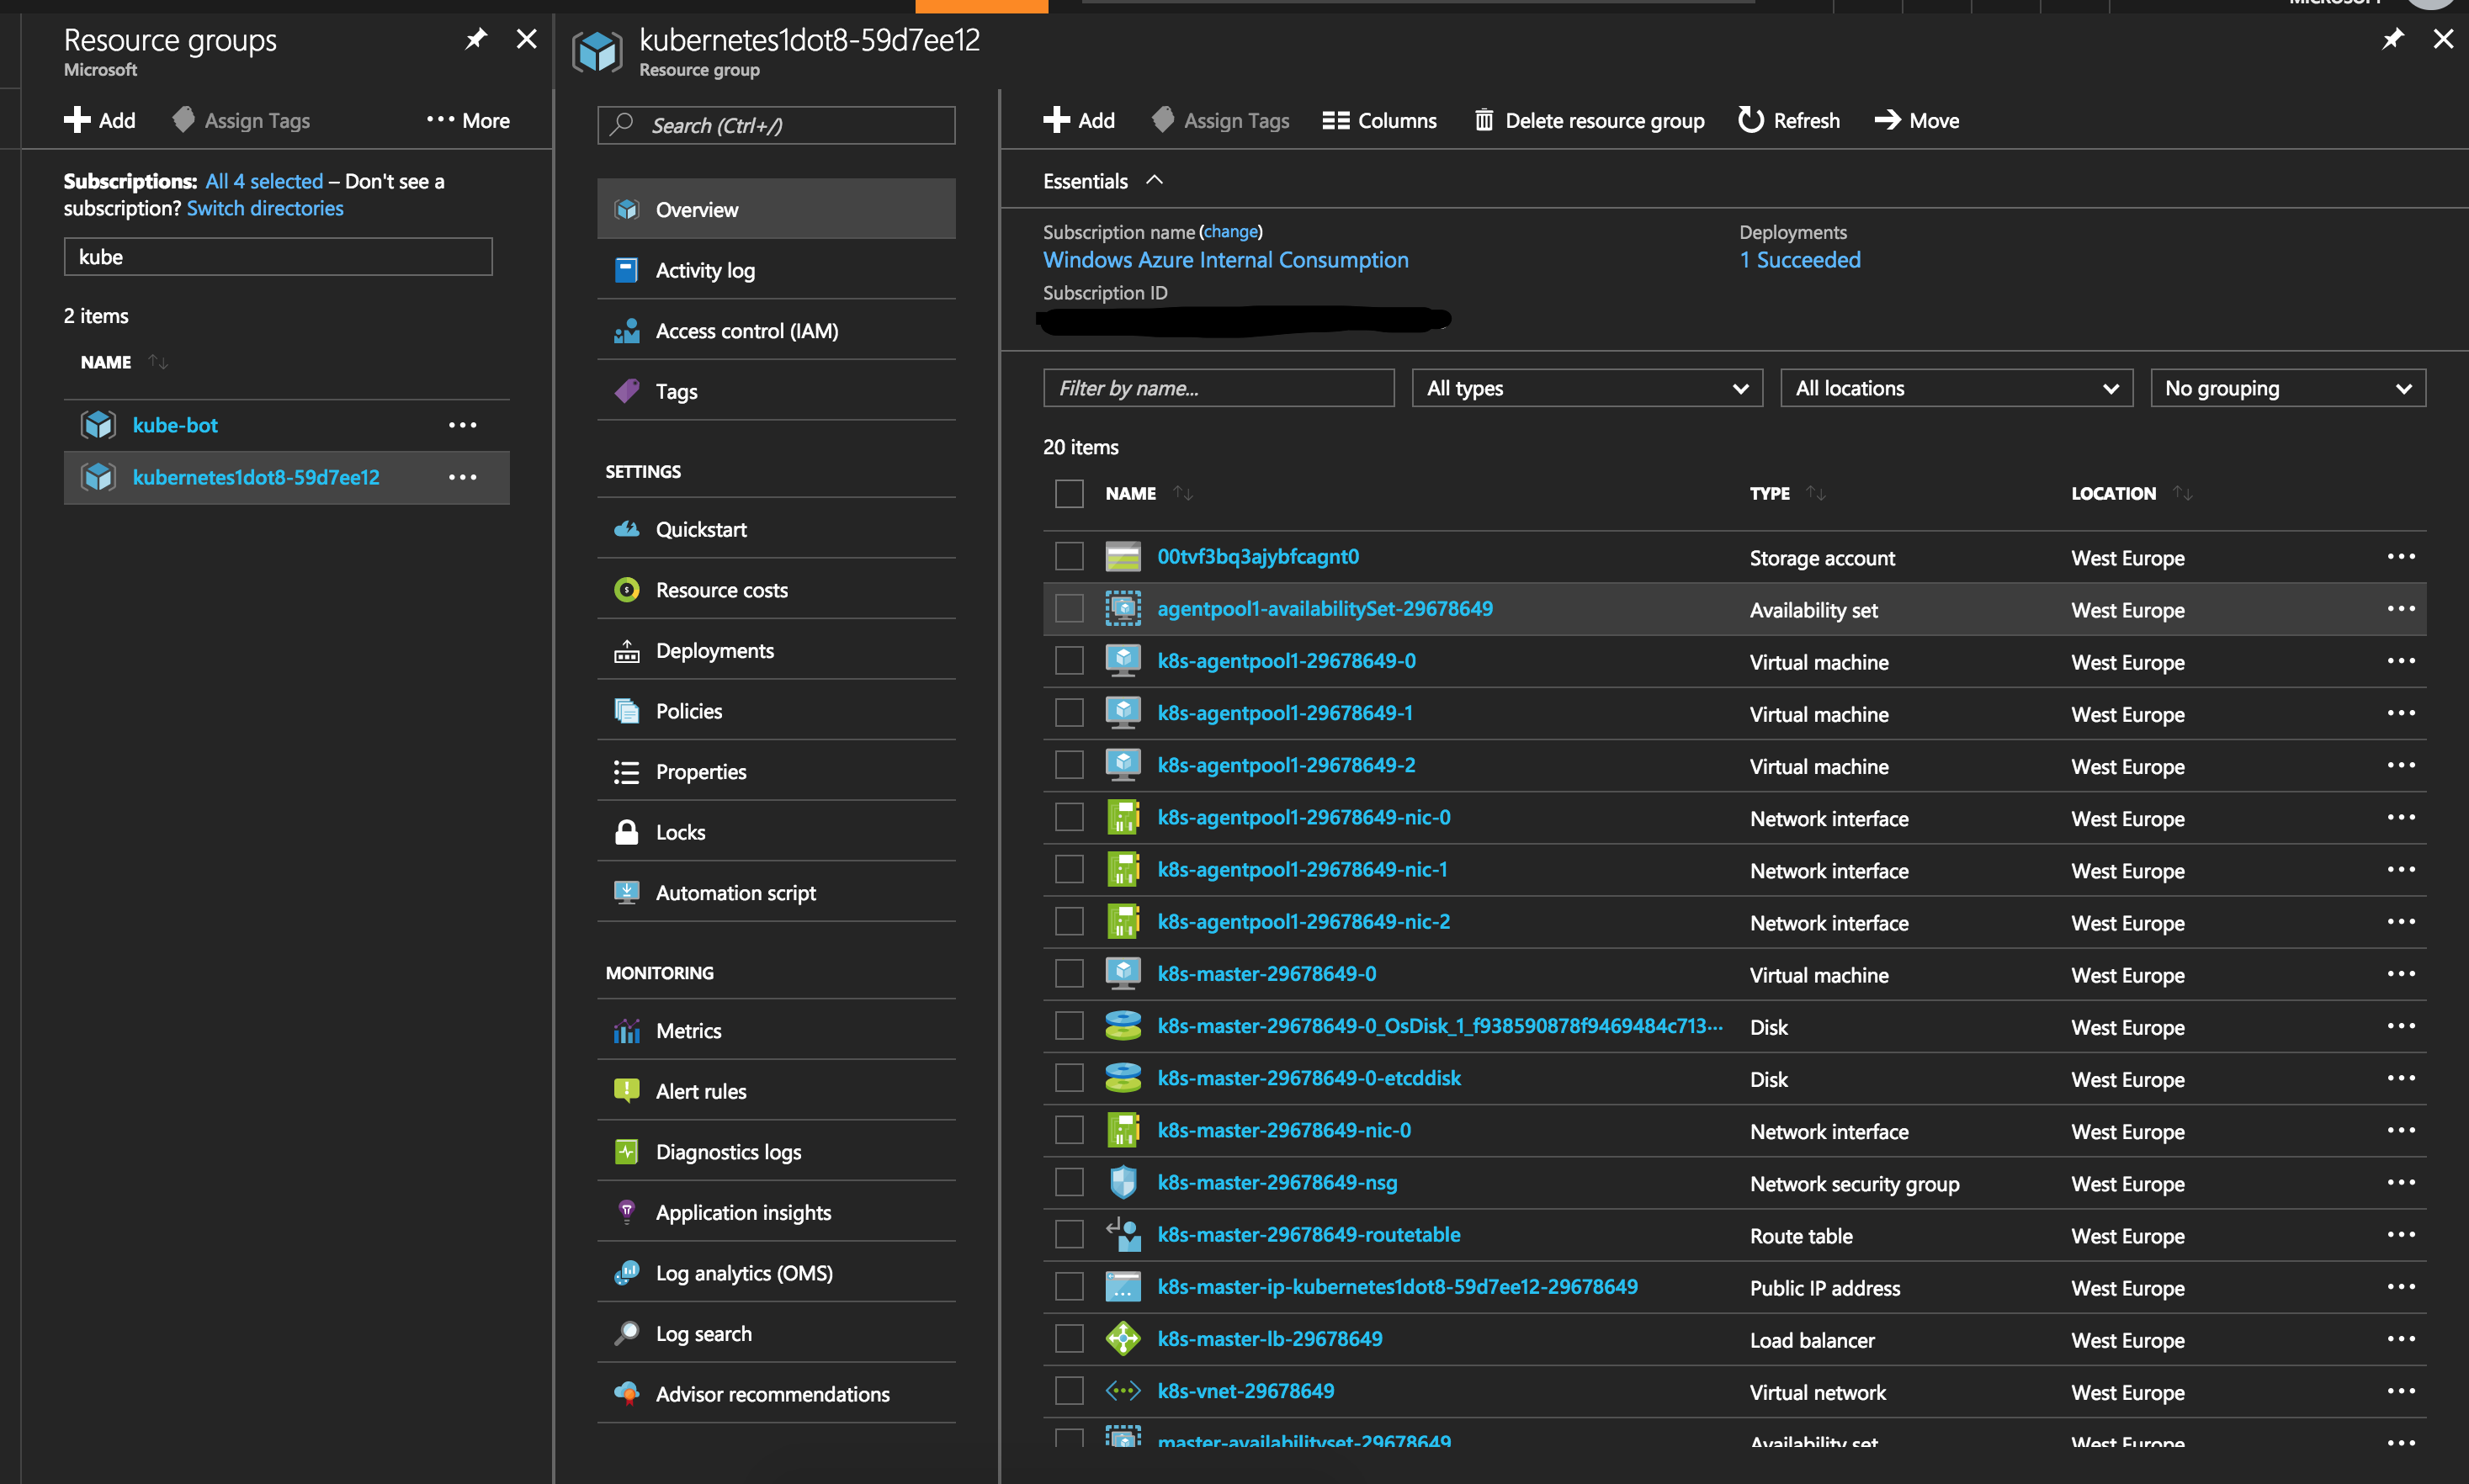 MICROSOFT
Resource groups
Microsoft
Add
Assign Tags
More
Subscriptions: All 4 selected – Don't see a
subscription? Switch directories
kube
2 items
NAME
kube-bot
kubernetes1dot8-59d7ee12
kubernetes1dot8-59d7ee12
Resource group
Search (Ctrl+/)
Overview
Activity log
Access control (IAM)
Tags
SETTINGS
Quickstart
Resource costs
Deployments
Policies
Properties
Locks
Automation script
MONITORING
Metrics
Alert rules
Diagnostics logs
Application insights
Log analytics (OMS)
Log search
Advisor recommendations
Add Assign Tags Columns Delete resource group Refresh Move
Essentials
Subscription name (change)
Windows Azure Internal Consumption
Deployments
1 Succeeded
Subscription ID
Filter by name... All types All locations No grouping
20 items
NAME TYPE LOCATION
00tvf3bq3ajybfcagnt0 Storage account West Europe
agentpool1-availabilitySet-29678649 Availability set West Europe
k8s-agentpool1-29678649-0 Virtual machine West Europe
k8s-agentpool1-29678649-1 Virtual machine West Europe
k8s-agentpool1-29678649-2 Virtual machine West Europe
k8s-agentpool1-29678649-nic-0 Network interface West Europe
k8s-agentpool1-29678649-nic-1 Network interface West Europe
k8s-agentpool1-29678649-nic-2 Network interface West Europe
k8s-master-29678649-0 Virtual machine West Europe
k8s-master-29678649-0_OsDisk_1_f938590878f9469484c713... Disk West Europe
k8s-master-29678649-0-etcddisk Disk West Europe
k8s-master-29678649-nic-0 Network interface West Europe
k8s-master-29678649-nsg Network security group West Europe
k8s-master-29678649-routetable Route table West Europe
k8s-master-ip-kubernetes1dot8-59d7ee12-29678649 Public IP address West Europe
k8s-master-lb-29678649 Load balancer West Europe
k8s-vnet-29678649 Virtual network West Europe
master-availabilityset-29678649 Availability set West Europe